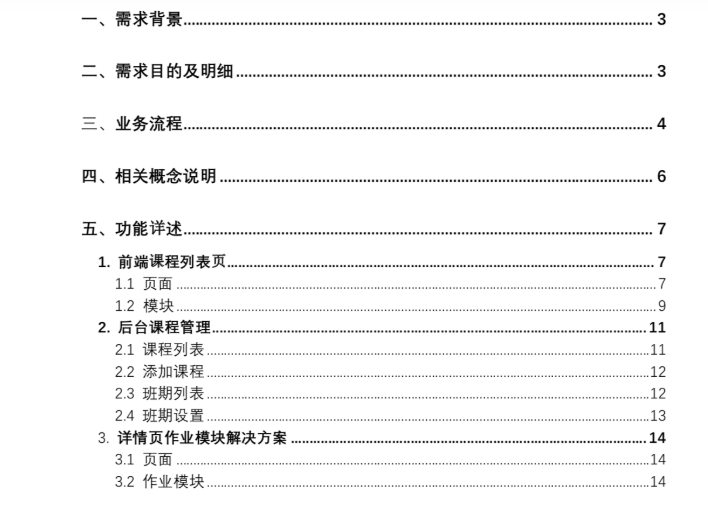 一、需求背景 3
二、需求目的及明细 3
三、业务流程 4
四、相关概念说明 6
五、功能详述 7
1. 前端课程列表页 7
1.1 页面 7
1.2 模块 9
2. 后台课程管理 11
2.1 课程列表 11
2.2 添加课程 12
2.3 班期列表 12
2.4 班期设置 13
3. 详情页作业模块解决方案 14
3.1 页面 14
3.2 作业模块 14